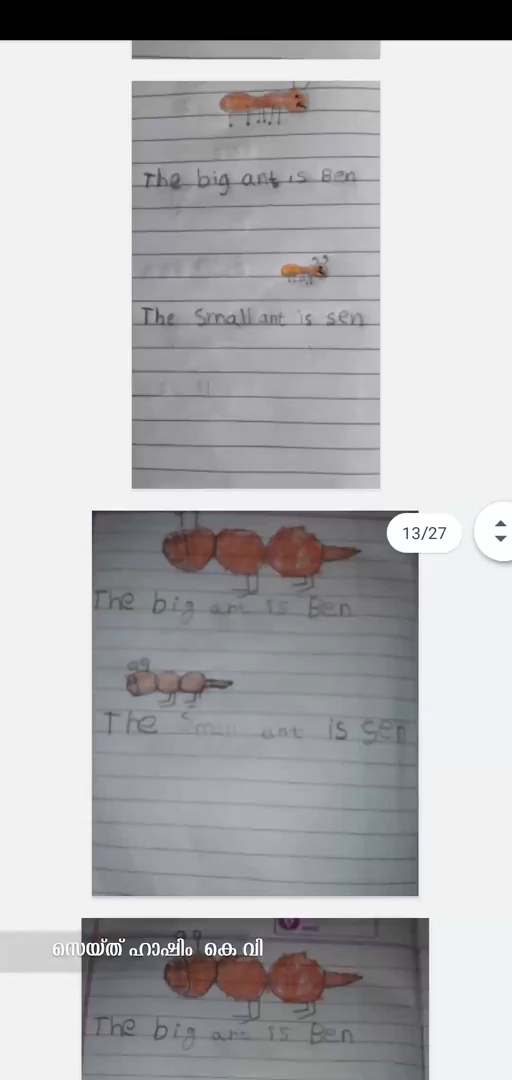 The big ant is Ben
The Small ant is sen
13/27
The big ant is Ben
The Small ant is sen
സെയ്ത് ഹാഷിം കെ വി
The big ant is Ben